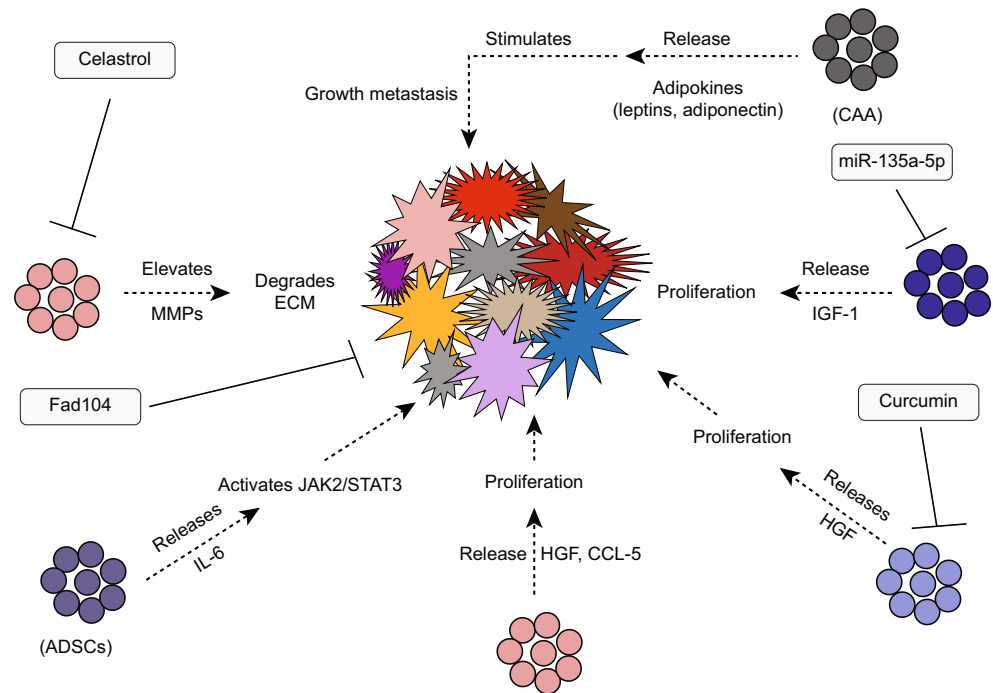 Celastrol
Stimulates
Release
Growth metastasis
Adipokines
(leptins, adiponectin)
(CAA)
miR-135a-5p
Elevates
MMPs
Degrades
ECM
Proliferation
Release
IGF-1
Fad104
Curcumin
Proliferation
Activates JAK2/STAT3
Proliferation
Releases
IL-6
Releases
HGF
Release
HGF, CCL-5
(ADSCs)